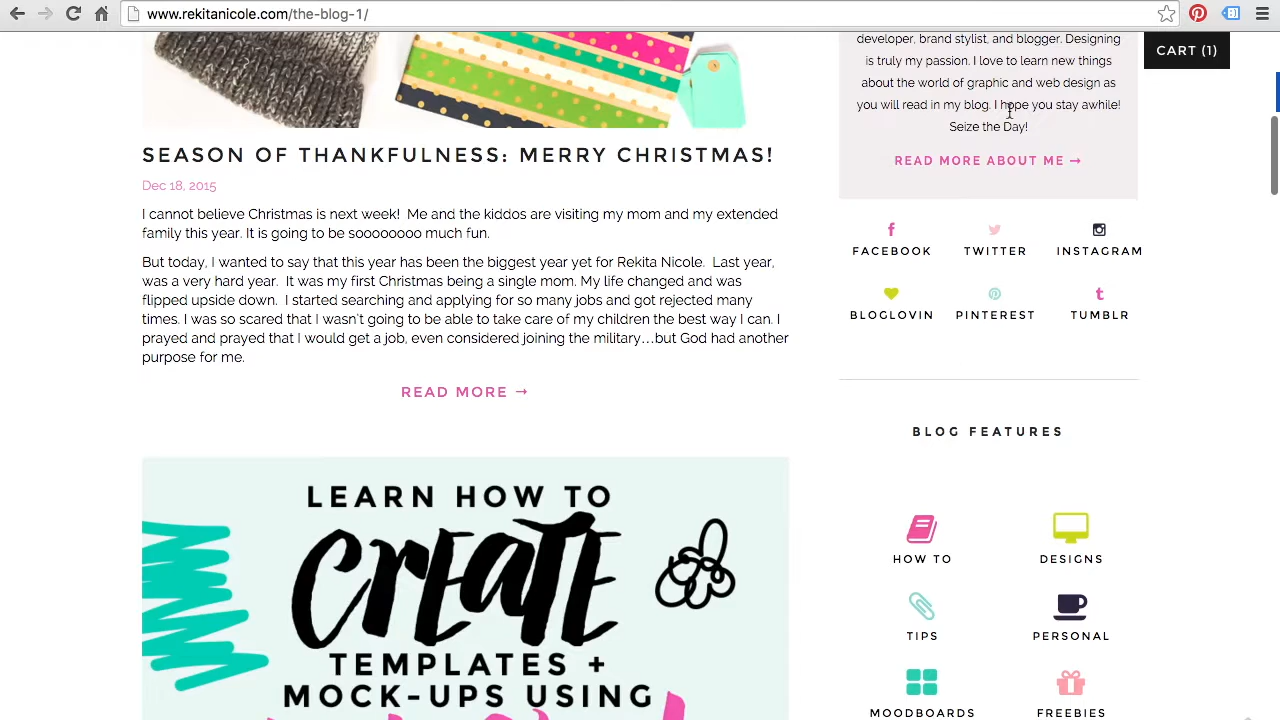 www.rekitanicole.com/the-blog-1/
CART (1)
developer, brand stylist, and blogger. Designing
is truly my passion. I love to learn new things
about the world of graphic and web design as
you will read in my blog. I hope you stay awhile!
Seize the Day!
READ MORE ABOUT ME →
SEASON OF THANKFULNESS: MERRY CHRISTMAS!
Dec 18, 2015
I cannot believe Christmas is next week!  Me and the kiddos are visiting my mom and my extended
family this year. It is going to be soooooooo much fun.
But today, I wanted to say that this year has been the biggest year yet for Rekita Nicole.  Last year,
was a very hard year.  It was my first Christmas being a single mom. My life changed and was
flipped upside down.  I started searching and applying for so many jobs and got rejected many
times. I was so scared that I wasn't going to be able to take care of my children the best way I can. I
prayed and prayed that I would get a job, even considered joining the military...but God had another
purpose for me.
READ MORE →
FACEBOOK
TWITTER
INSTAGRAM
BLOGLOVIN
PINTEREST
TUMBLR
BLOG FEATURES
HOW TO
DESIGNS
TIPS
PERSONAL
MOODBOARDS
FREEBIES
LEARN HOW TO
CREATE
TEMPLATES +
MOCK-UPS USING